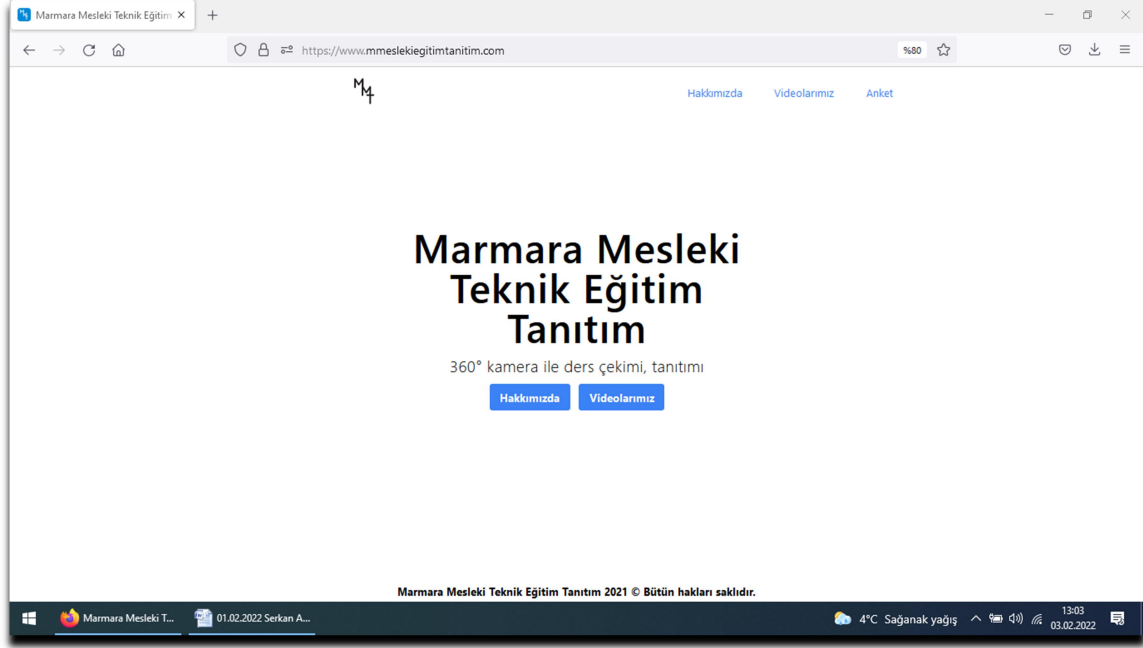 Marmara Mesleki Teknik Eğitim
https://www.mmeslekiegitimtanitim.com
%80
MMT
Hakkımızda
Videolarımız
Anket
Marmara Mesleki
Teknik Eğitim
Tanıtım
360° kamera ile ders çekimi, tanıtımı
Hakkımızda
Videolarımız
Marmara Mesleki Teknik Eğitim Tanıtım 2021 © Bütün hakları saklıdır.
Marmara Mesleki T...
01.02.2022 Serkan A...
4°C Sağanak yağış
13:03
03.02.2022